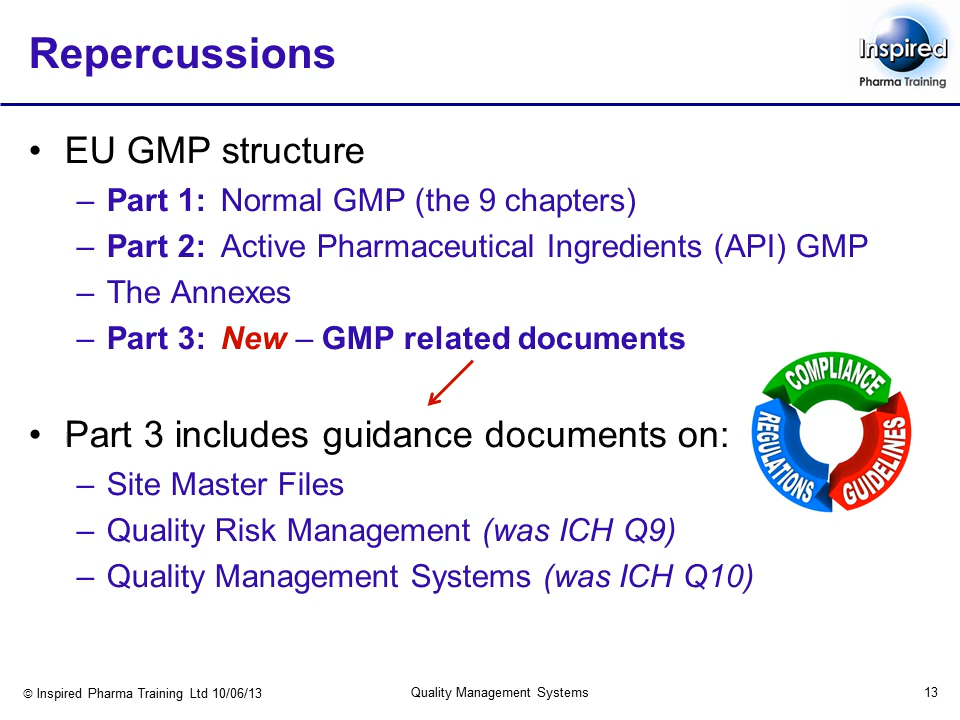 Repercussions
Inspired
Pharma Training
• EU GMP structure
– Part 1: Normal GMP (the 9 chapters)
– Part 2: Active Pharmaceutical Ingredients (API) GMP
– The Annexes
– Part 3: New – GMP related documents
• Part 3 includes guidance documents on:
– Site Master Files
– Quality Risk Management (was ICH Q9)
– Quality Management Systems (was ICH Q10)
COMPLIANCE
REGULATIONS
GUIDELINES
© Inspired Pharma Training Ltd 10/06/13
Quality Management Systems
13